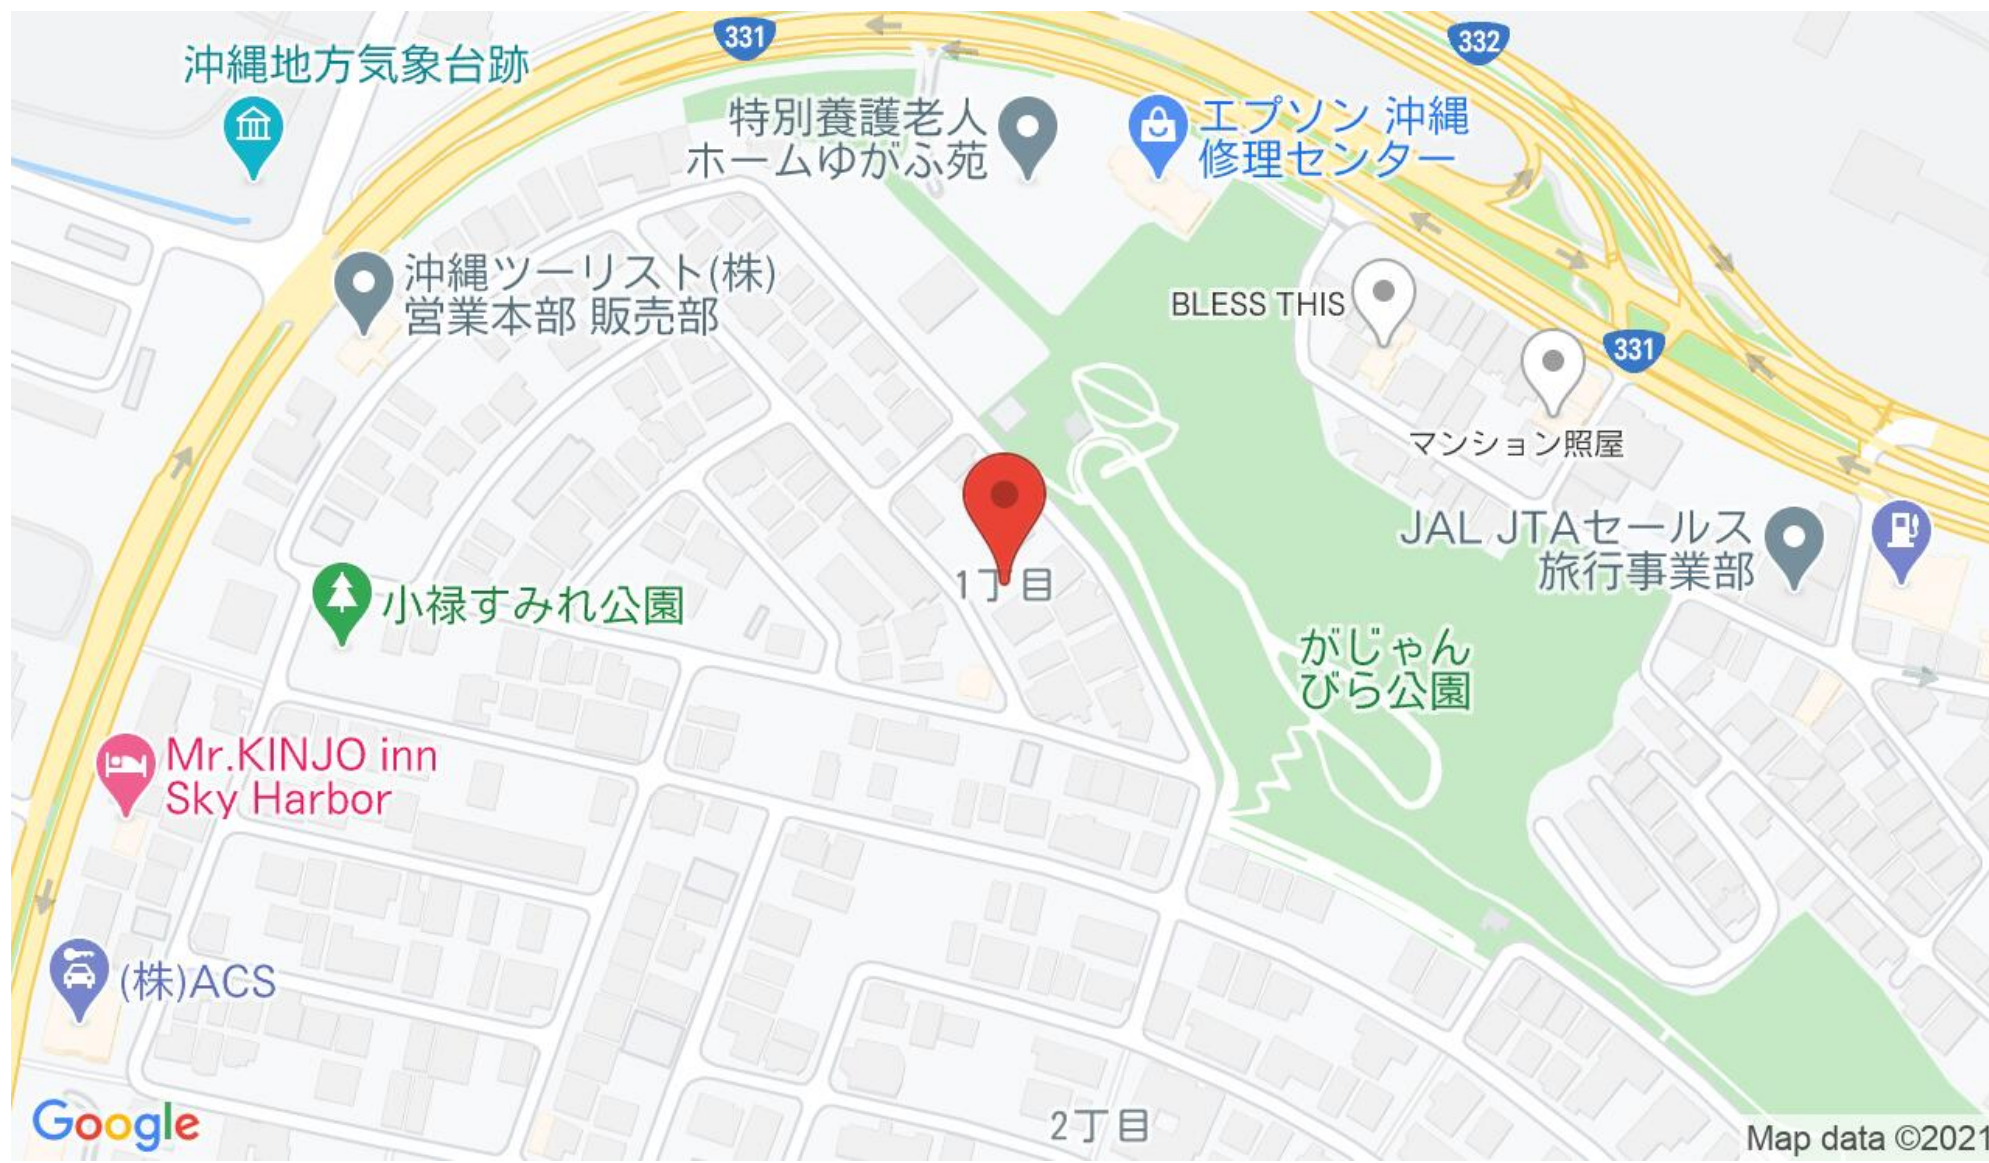 331
332
沖縄地方気象台跡
特別養護老人
ホームゆがふ苑
エプソン 沖縄
修理センター
沖縄ツーリスト(株)
営業本部 販売部
BLESS THIS
331
マンション照屋
JAL JTAセールス
旅行事業部
1丁目
小禄すみれ公園
がじゃん
びら公園
Mr.KINJO inn
Sky Harbor
(株)ACS
2丁目
Google
Map data ©2021